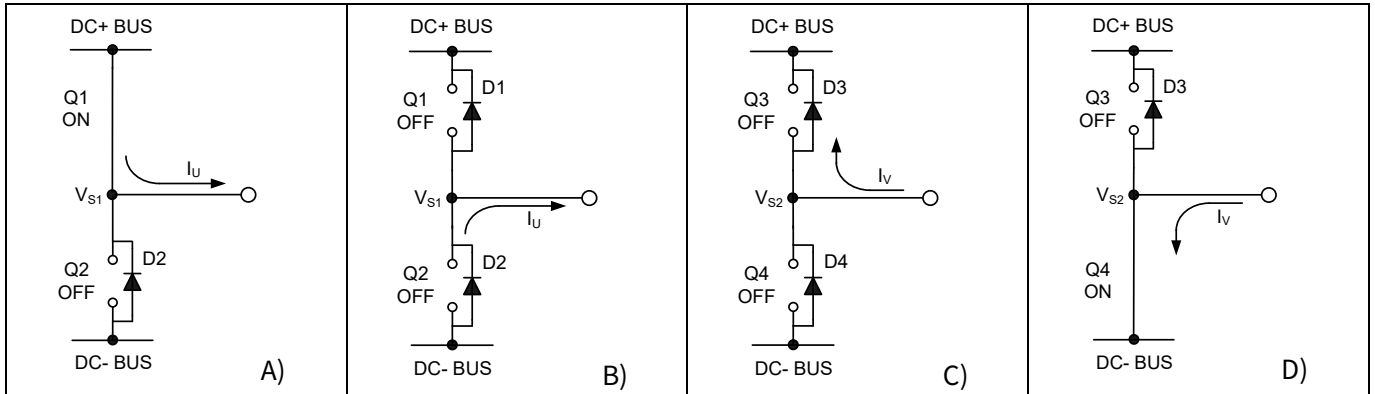 DC+ BUS
Q1
ON
I_U
V_S1
Q2
OFF
D2
DC- BUS
A)
DC+ BUS
Q1
OFF
D1
V_S1
I_U
Q2
OFF
D2
DC- BUS
B)
DC+ BUS
Q3
OFF
D3
I_V
V_S2
Q4
OFF
D4
DC- BUS
C)
DC+ BUS
Q3
OFF
D3
V_S2
I_V
Q4
ON
DC- BUS
D)